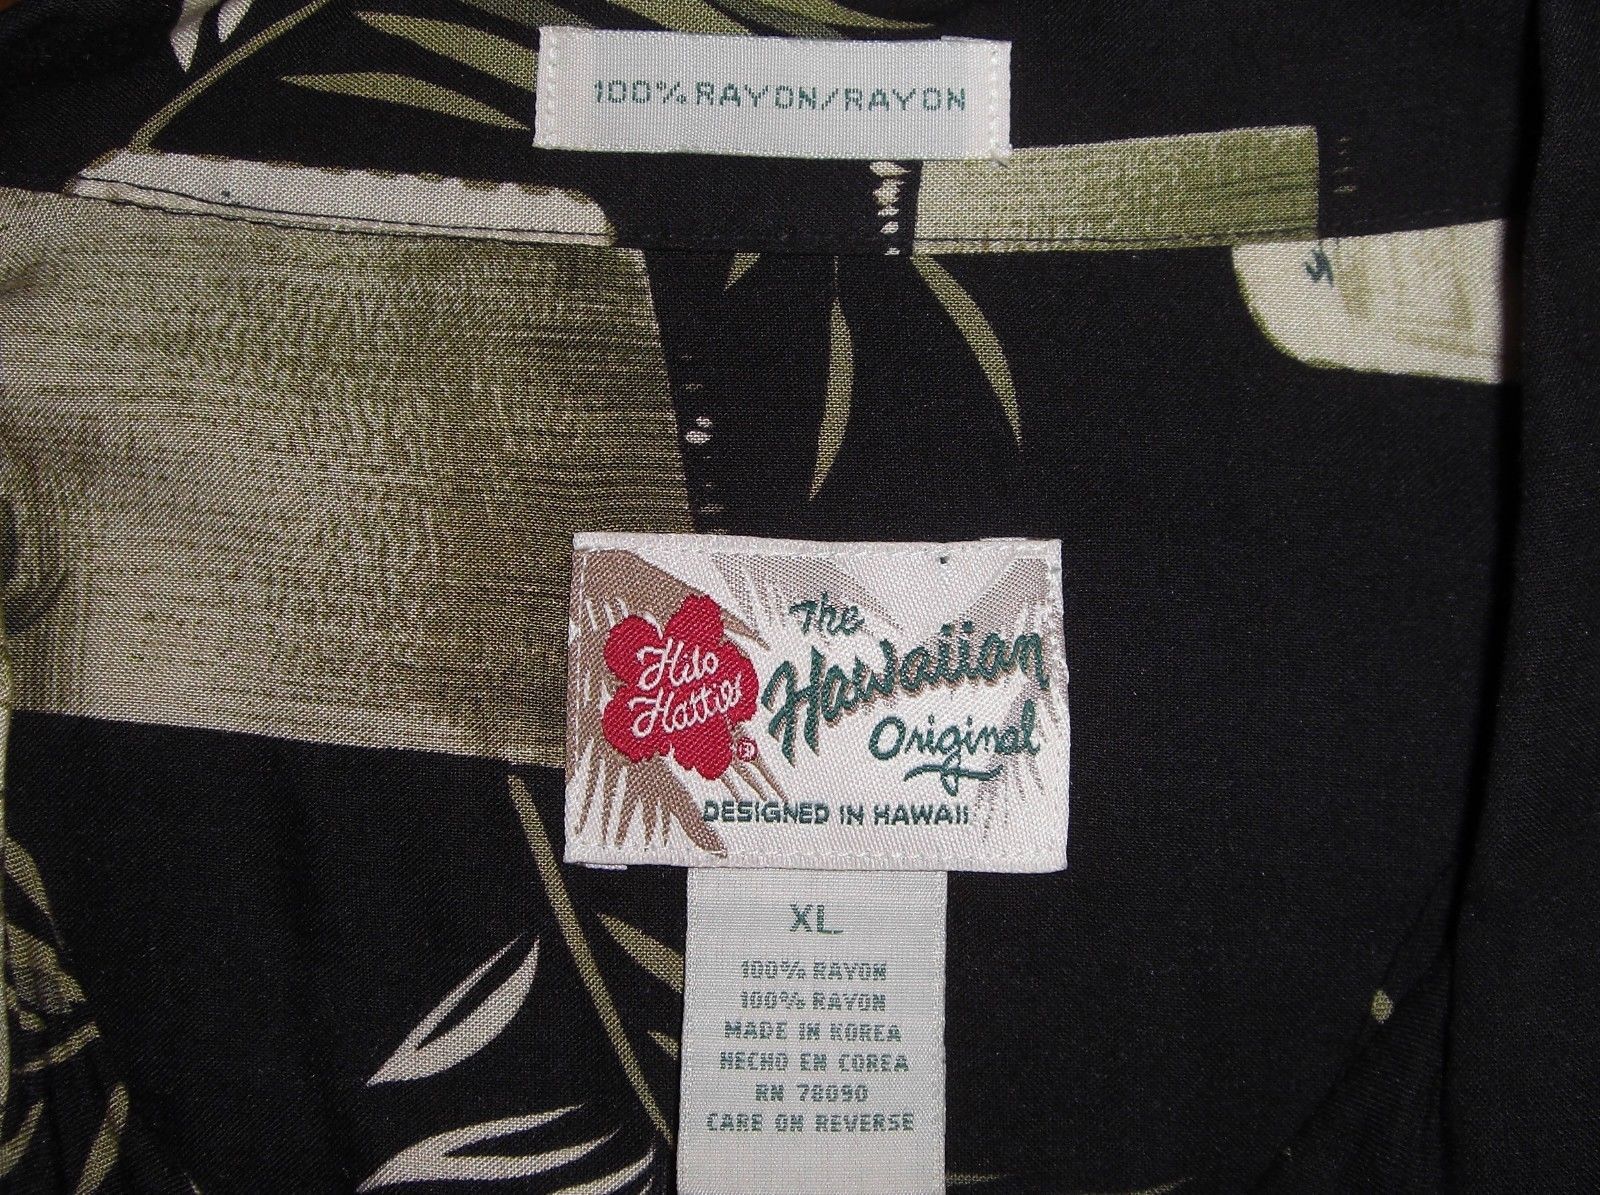 100% RAYON/RAYON
Hilo
Hattie's
®
The
Hawaiian
Original
DESIGNED IN HAWAII
XL
100% RAYON
100% RAYON
MADE IN KOREA
HECHO EN COREA
RN 78090
CARE ON REVERSE